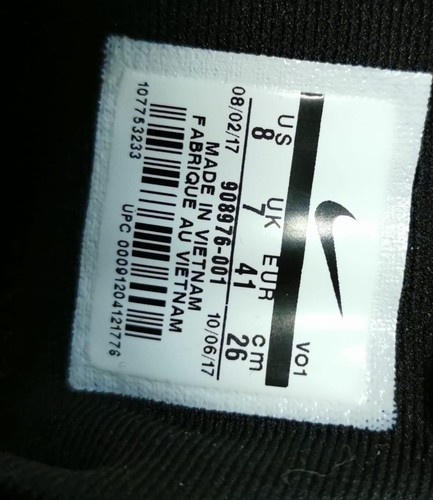 VO1
US UK EUR cm
8 7 41 26
08/02/17 908976-001 10/06/17
MADE IN VIETNAM
FABRIQUE AU VIETNAM
107753233 UPC 00091204121776